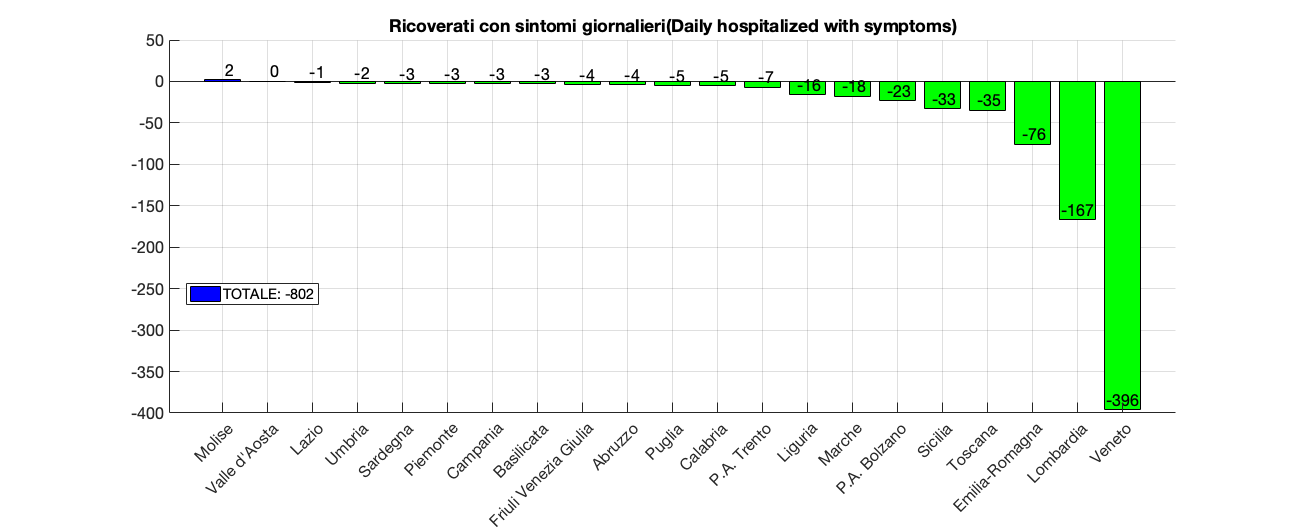 Ricoverati con sintomi giornalieri(Daily hospitalized with symptoms)
50
0
-50
-100
-150
-200
-250
-300
-350
-400
2
0
-1
-2
-3
-3
-3
-3
-4
-4
-5
-5
-7
-16
-18
-23
-33
-35
-76
-167
-396
TOTALE: -802
Molise
Valle d'Aosta
Lazio
Umbria
Sardegna
Piemonte
Campania
Basilicata
Friuli Venezia Giulia
Abruzzo
Puglia
Calabria
P.A. Trento
Liguria
Marche
P.A. Bolzano
Sicilia
Toscana
Emilia-Romagna
Lombardia
Veneto